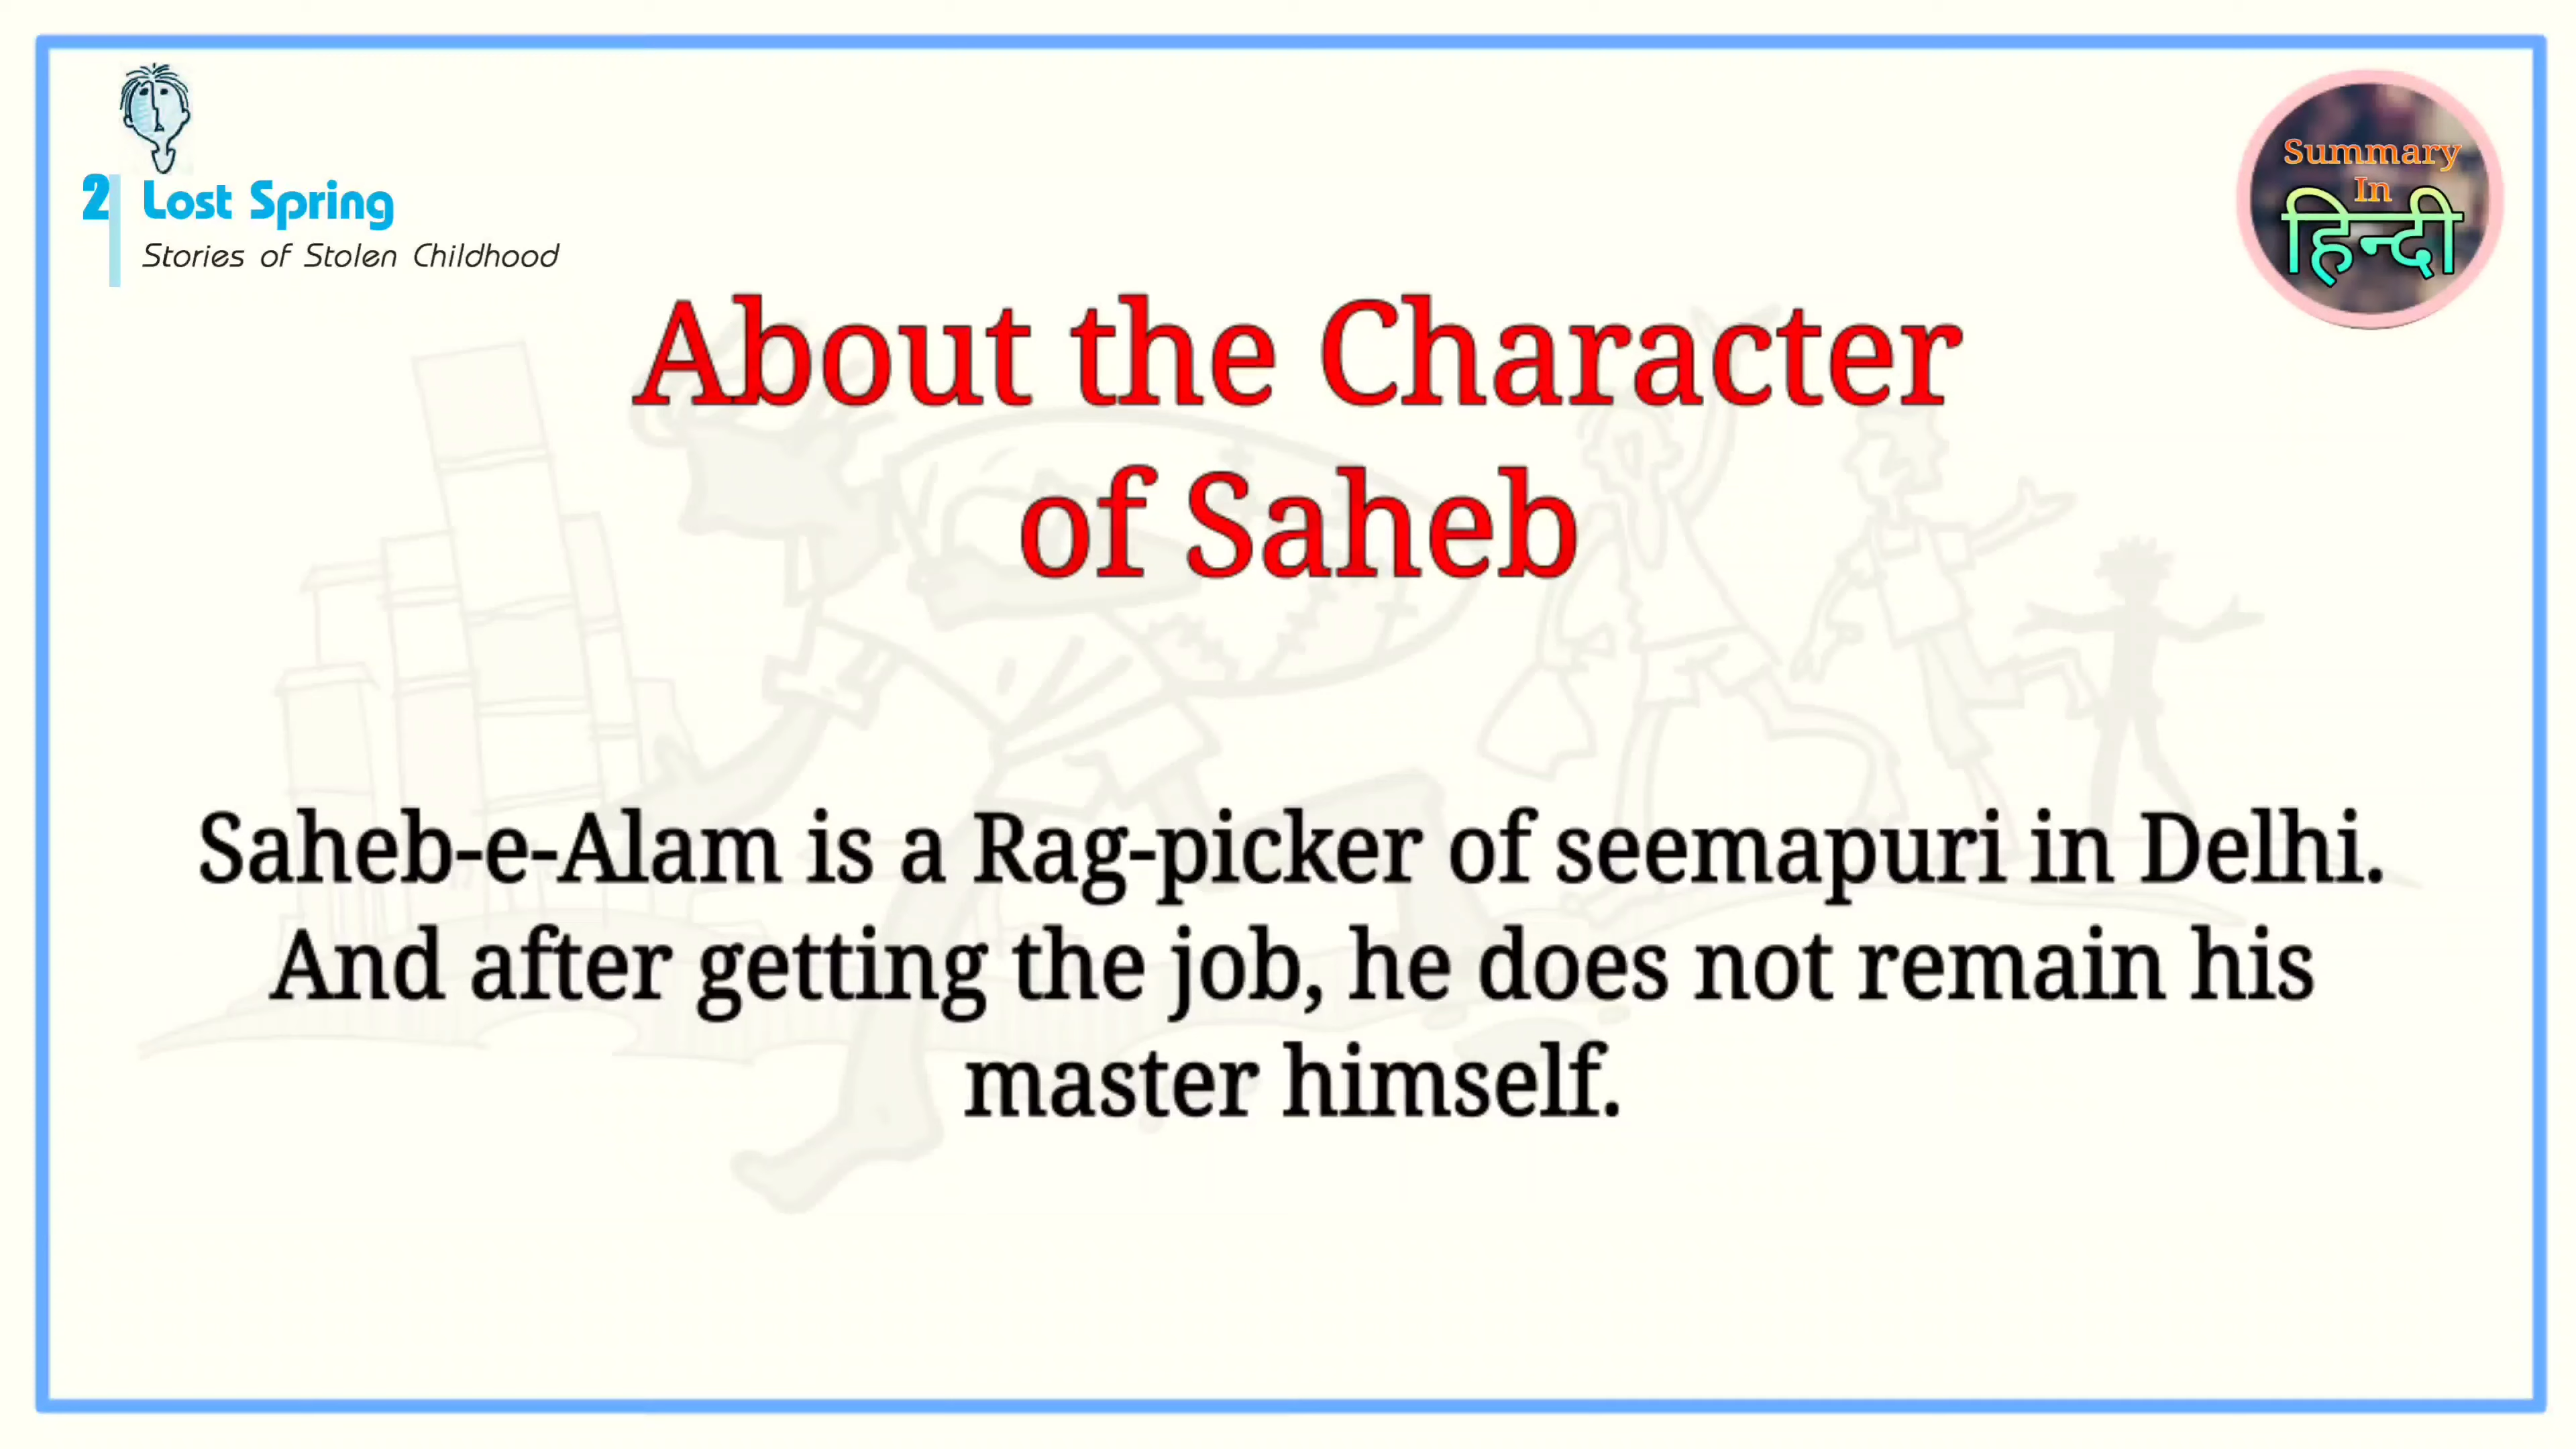 2 Lost Spring
Stories of Stolen Childhood
Summary
In
हिन्दी
About the Character
of Saheb
Saheb-e-Alam is a Rag-picker of seemapuri in Delhi.
And after getting the job, he does not remain his
master himself.